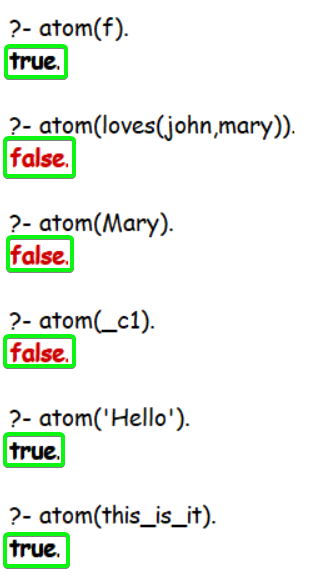 ?- atom(f).
true.
?- atom(loves(john,mary)).
false.
?- atom(Mary).
false.
?- atom(_c1).
false.
?- atom('Hello').
true.
?- atom(this_is_it).
true.